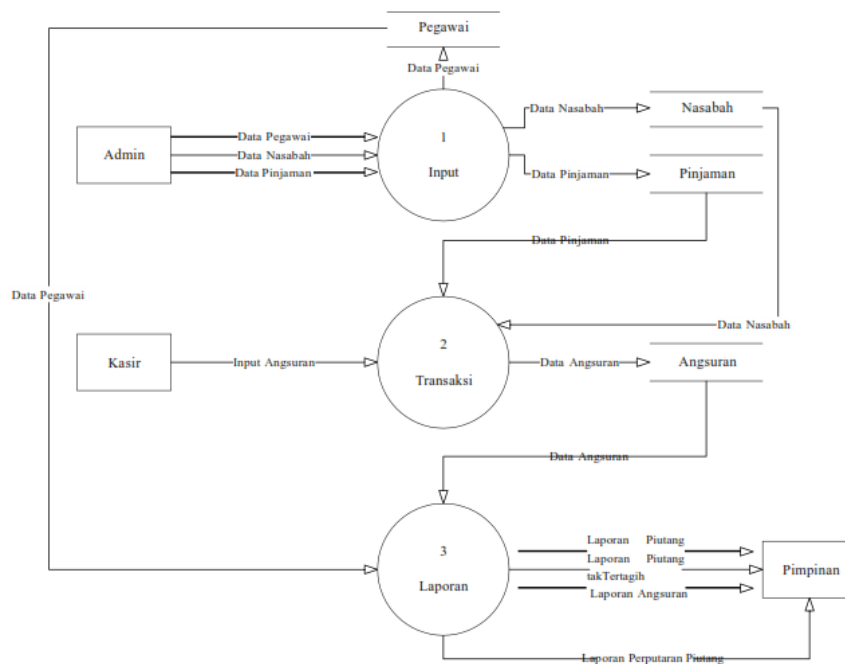 Pegawai
Data Pegawai
Data Pegawai
Data Nasabah
Data Pinjaman
Admin
1
Input
Data Nasabah
Nasabah
Data Pinjaman
Pinjaman
Data Pinjaman
Data Pegawai
Data Nasabah
Kasir
Input Angsuran
2
Transaksi
Data Angsuran
Angsuran
Data Angsuran
3
Laporan
Laporan Piutang
Laporan Piutang
takTertagih
Laporan Angsuran
Pimpinan
Laporan Perputaran Piutang